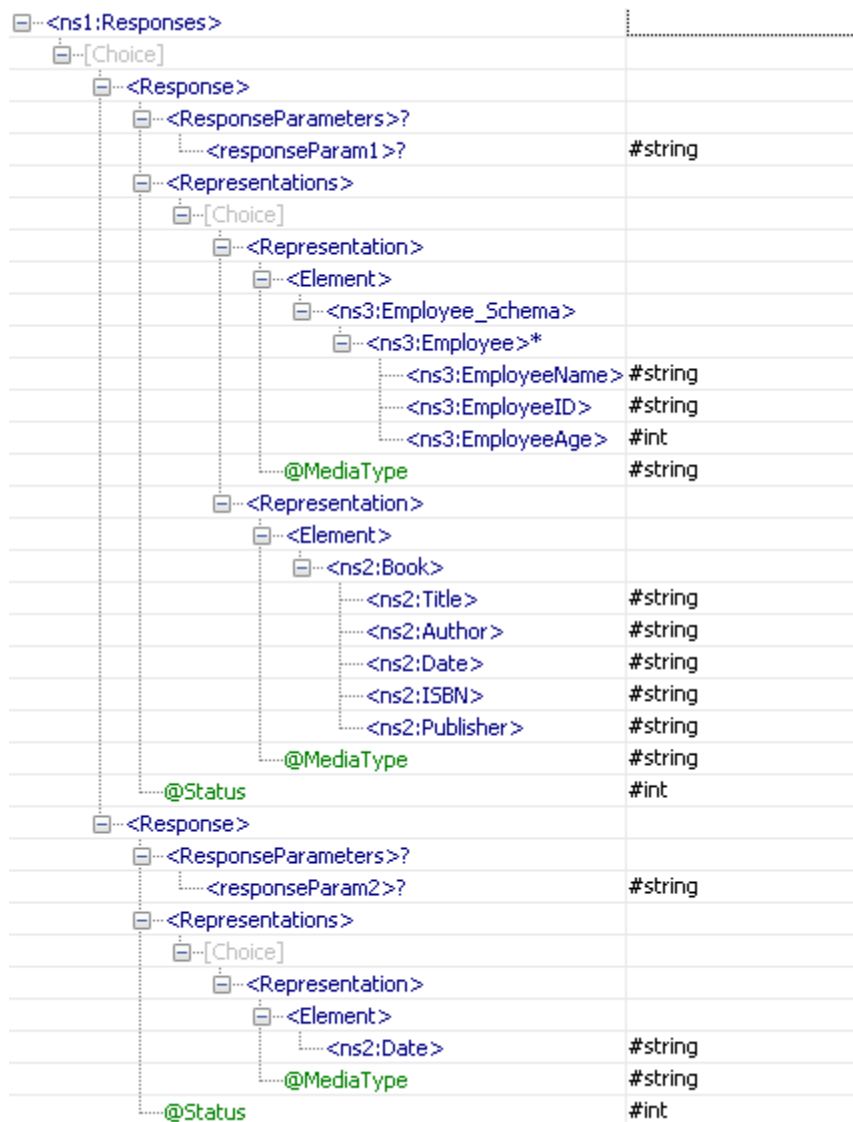 <ns1:Responses>
[Choice]
<Response>
<ResponseParameters>?
<responseParam1>? #string
<Representations>
[Choice]
<Representation>
<Element>
<ns3:Employee_Schema>
<ns3:Employee>*
<ns3:EmployeeName> #string
<ns3:EmployeeID> #string
<ns3:EmployeeAge> #int
@MediaType #string
<Representation>
<Element>
<ns2:Book>
<ns2:Title> #string
<ns2:Author> #string
<ns2:Date> #string
<ns2:ISBN> #string
<ns2:Publisher> #string
@MediaType #string
@Status #int
<Response>
<ResponseParameters>?
<responseParam2>? #string
<Representations>
[Choice]
<Representation>
<Element>
<ns2:Date> #string
@MediaType #string
@Status #int